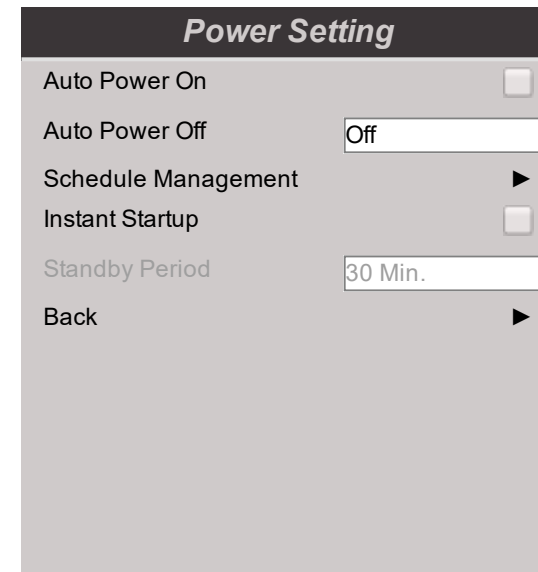 Power Setting
Auto Power On
Auto Power Off Off
Schedule Management ►
Instant Startup
Standby Period 30 Min.
Back ►